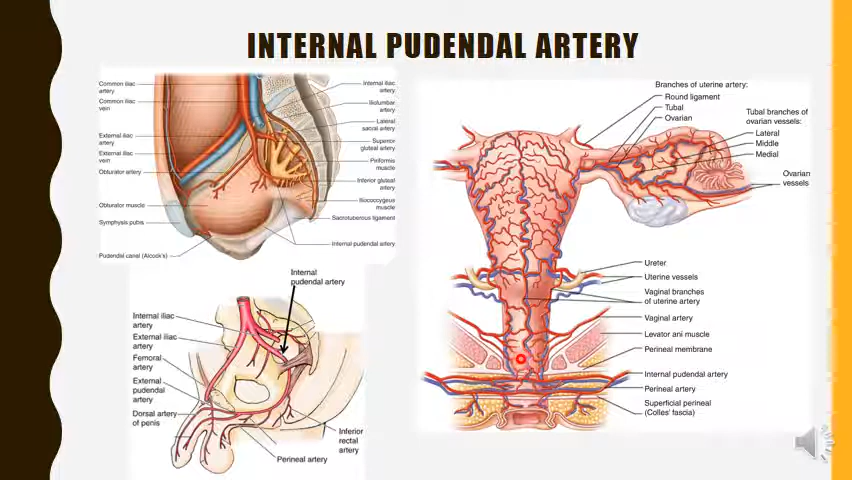 INTERNAL PUDENDAL ARTERY
Common iliac
artery
Common iliac
vein
External iliac
artery
External iliac
vein
Obturator artery
Obturator muscle
Symphysis pubis
Pudendal canal (Alcock's)
Internal iliac
artery
Iliolumbar
artery
Lateral
sacral artery
Superior
gluteal artery
Piriformis
muscle
Inferior gluteal
artery
Iliococcygeus
muscle
Sacrotuberous ligament
Internal pudendal artery
Internal
pudendal artery
Internal iliac
artery
External iliac
artery
Femoral
artery
External
pudendal
artery
Dorsal artery
of penis
Inferior
rectal
artery
Perineal artery
Branches of uterine artery:
Round ligament
Tubal
Ovarian
Tubal branches of
ovarian vessels:
Lateral
Middle
Medial
Ovarian
vessels
Ureter
Uterine vessels
Vaginal branches
of uterine artery
Vaginal artery
Levator ani muscle
Perineal membrane
Internal pudendal artery
Perineal artery
Superficial perineal
(Colles' fascia)